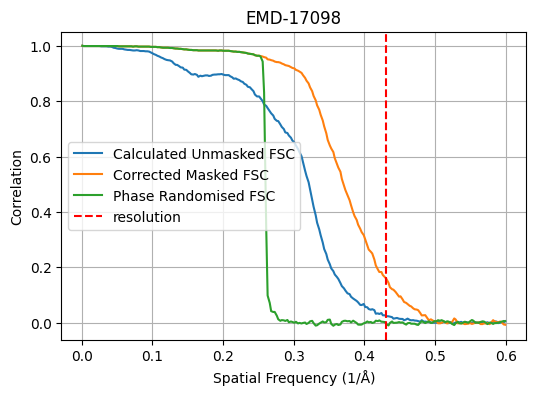 EMD-17098
1.0
0.8
0.6
0.4
0.2
0.0
Correlation
Calculated Unmasked FSC
Corrected Masked FSC
Phase Randomised FSC
resolution
0.0 0.1 0.2 0.3 0.4 0.5 0.6
Spatial Frequency (1/Å)